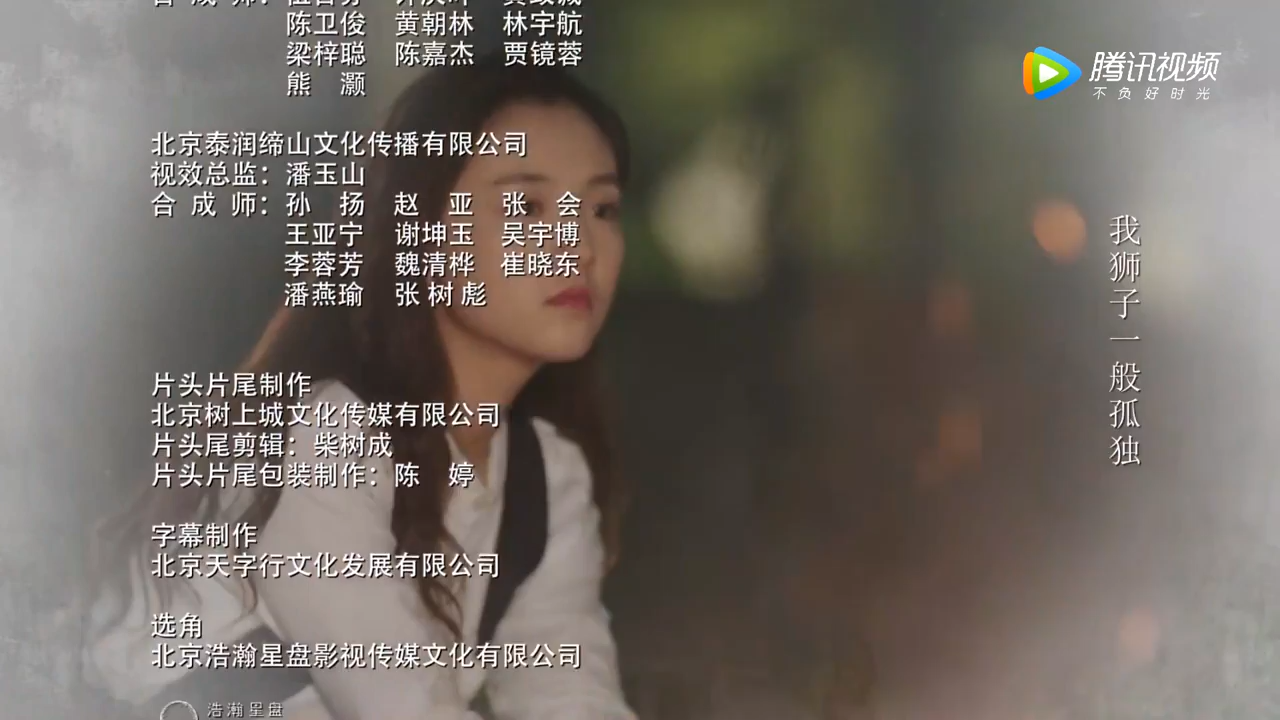 陈卫俊 黄朝林 林宇航
梁梓聪 陈嘉杰 贾镜蓉
熊 灏
北京泰润缔山文化传播有限公司
视效总监：潘玉山
合成师：孙 扬 赵 亚 张 会
王亚宁 谢坤玉 吴宇博
李蓉芳 魏清桦 崔晓东
潘燕瑜 张树彪
片头片尾制作
北京树上城文化传媒有限公司
片头尾剪辑：柴树成
片头片尾包装制作：陈 婷
字幕制作
北京天字行文化发展有限公司
选角
北京浩瀚星盘影视传媒文化有限公司
浩瀚星盘
腾讯视频
不负好时光
我狮子一般孤独